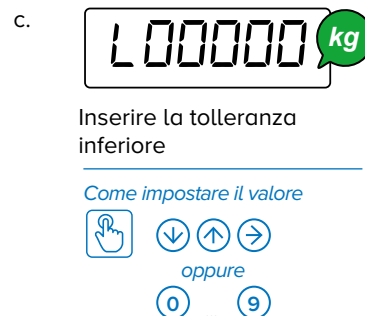 c.
L00000 kg
Inserire la tolleranza
inferiore
Come impostare il valore
oppure
0 9